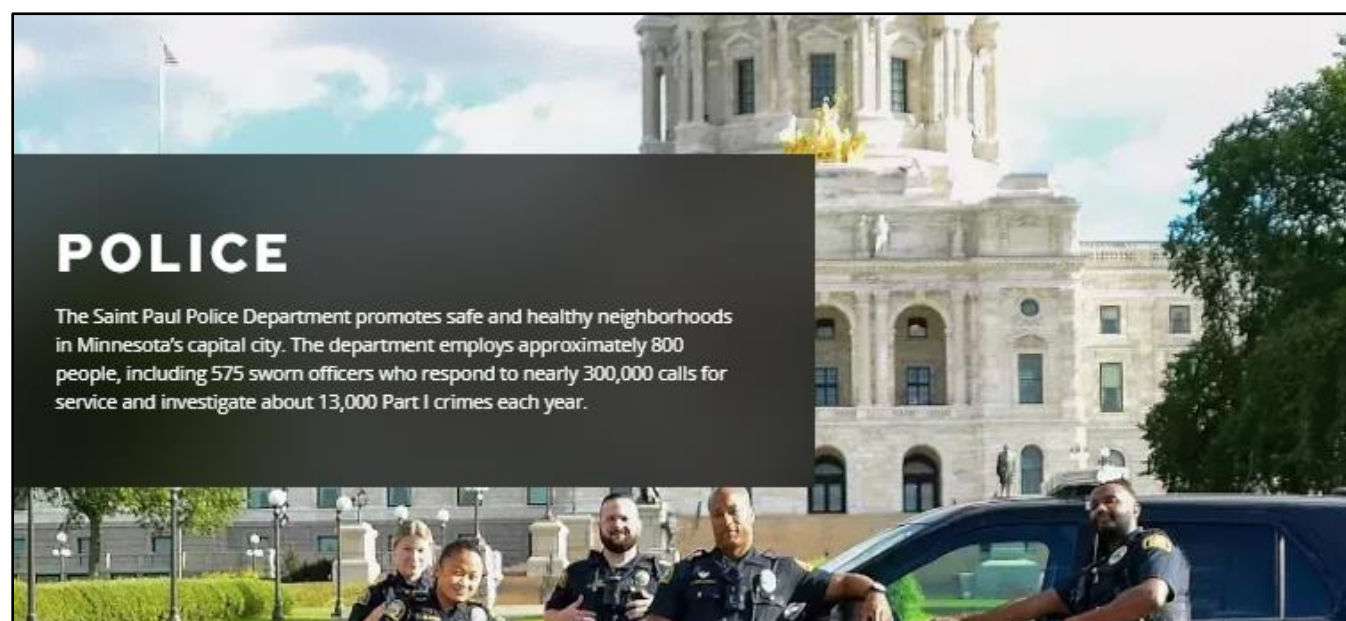 POLICE
The Saint Paul Police Department promotes safe and healthy neighborhoods
in Minnesota's capital city. The department employs approximately 800
people, including 575 sworn officers who respond to nearly 300,000 calls for
service and investigate about 13,000 Part I crimes each year.